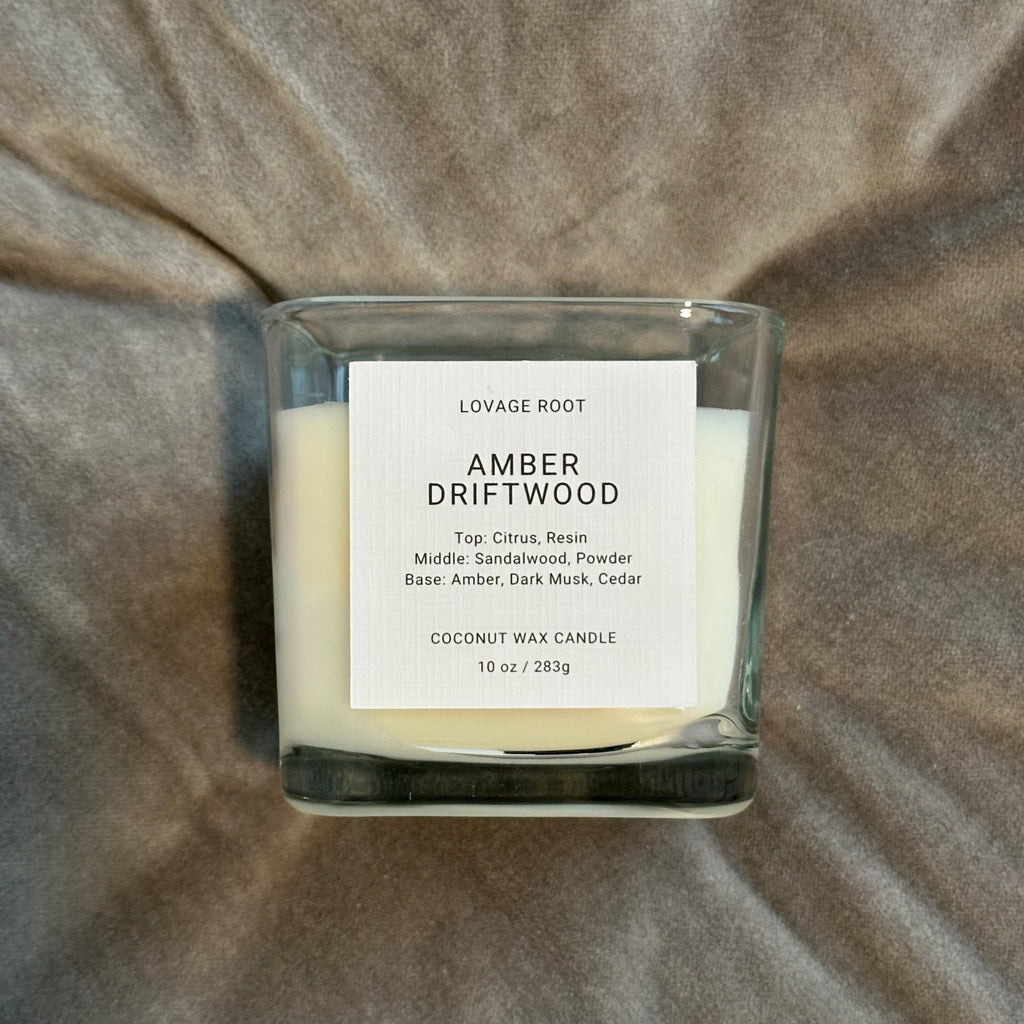 LOVAGE ROOT
AMBER
DRIFTWOOD
Top: Citrus, Resin
Middle: Sandalwood, Powder
Base: Amber, Dark Musk, Cedar
COCONUT WAX CANDLE
10 oz / 283g